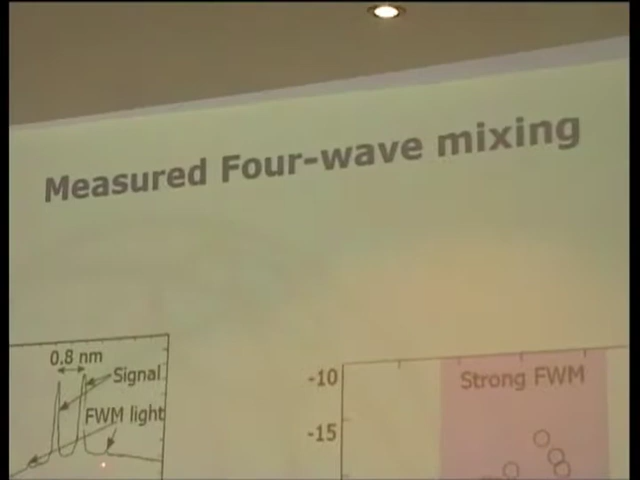 Measured Four-wave mixing
0.8 nm
Signal
FWM light
-10
Strong FWM
-15